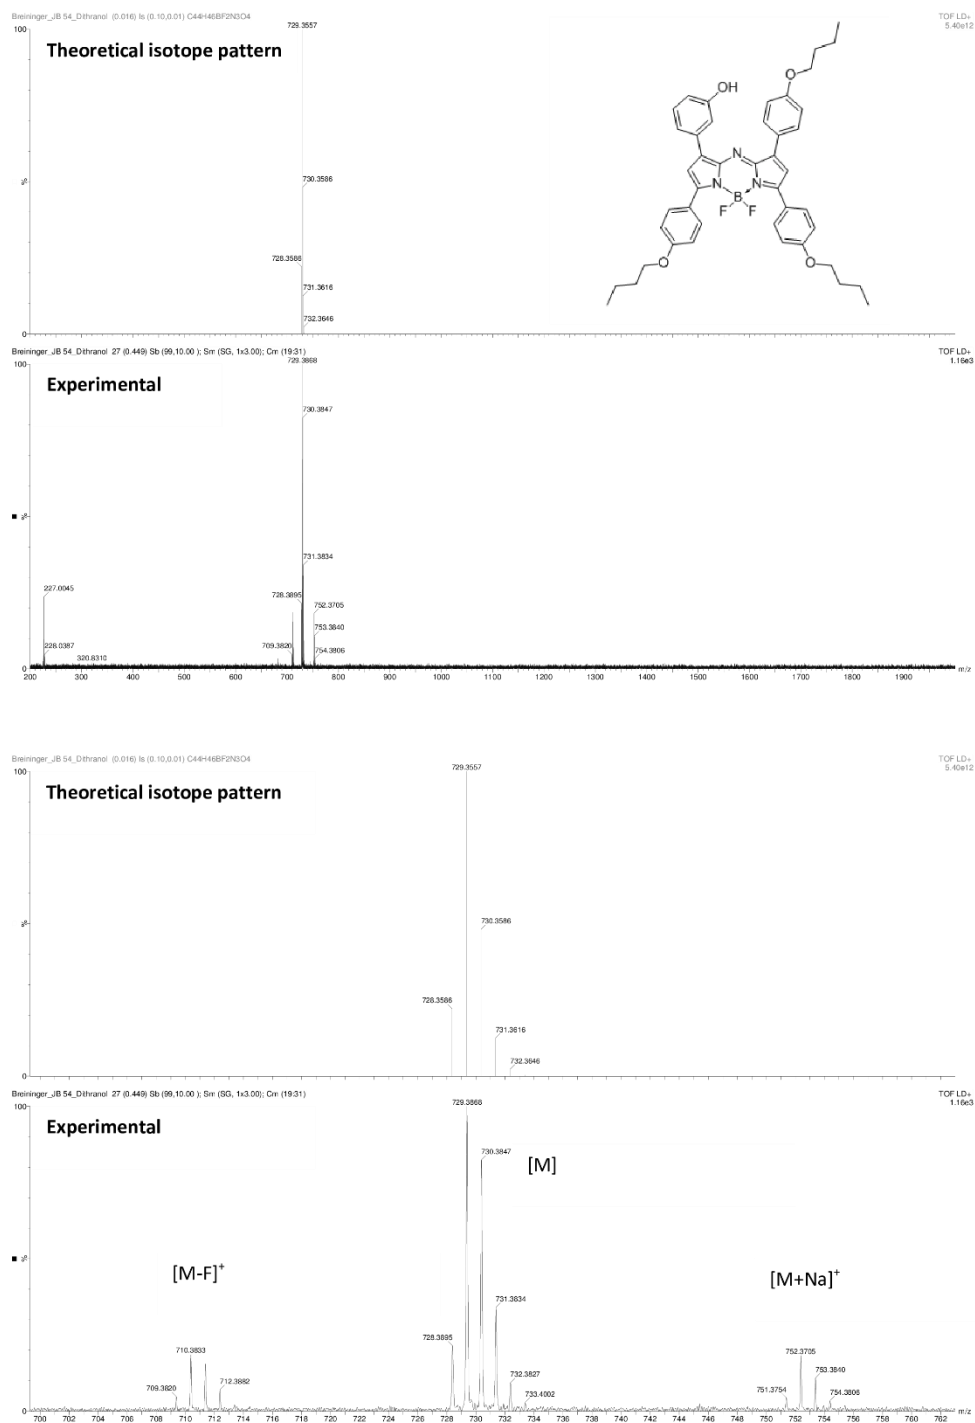 Breininger_JB 54_Dithranol (0.016) Is (0.10,0.01) C44H46BF2N3O4
TOF LD+
5.40e12
100
729.3557
Theoretical isotope pattern
730.3586
728.3586
731.3616
732.3646
0
OH
O
N
N
N
B
F
F
O
O
Breininger_JB 54_Dithranol 27 (0.449) Sb (99,10.00 ); Sm (SG, 1x3.00); Cm (19:31)
TOF LD+
1.16e3
100
729.3868
Experimental
730.3847
731.3834
227.0045
728.3895
752.3705
753.3840
228.0387
709.3820
754.3806
320.8310
0
m/z
200 300 400 500 600 700 800 900 1000 1100 1200 1300 1400 1500 1600 1700 1800 1900
Breininger_JB 54_Dithranol (0.016) Is (0.10,0.01) C44H46BF2N3O4
TOF LD+
5.40e12
100
729.3557
Theoretical isotope pattern
%
730.3586
728.3586
731.3616
732.3646
0
Breininger_JB 54_Dithranol 27 (0.449) Sb (99,10.00 ); Sm (SG, 1x3.00); Cm (19:31)
TOF LD+
1.16e3
100
729.3868
Experimental
730.3847
[M]
%
[M-F]+
[M+Na]+
731.3834
728.3895
710.3833
752.3705
712.3882
732.3827
753.3840
709.3820
733.4002
751.3754
754.3806
0
m/z
700 702 704 706 708 710 712 714 716 718 720 722 724 726 728 730 732 734 736 738 740 742 744 746 748 750 752 754 756 758 760 762